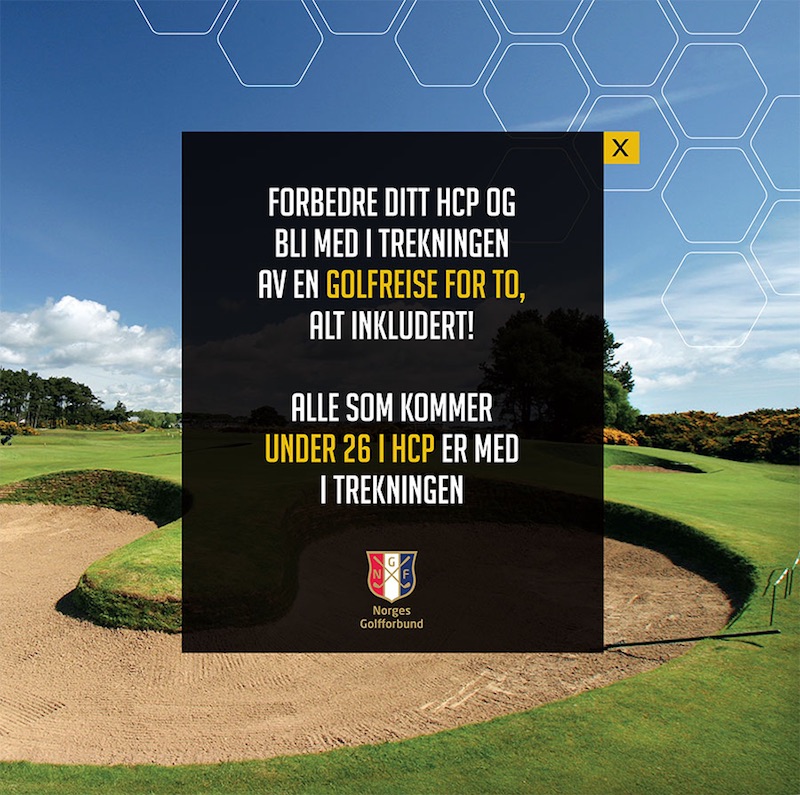 X
FORBEDRE DITT HCP OG
BLI MED I TREKNINGEN
AV EN GOLFREISE FOR TO,
ALT INKLUDERT!
ALLE SOM KOMMER
UNDER 26 I HCP ER MED
I TREKNINGEN
N G F
Norges
Golfforbund